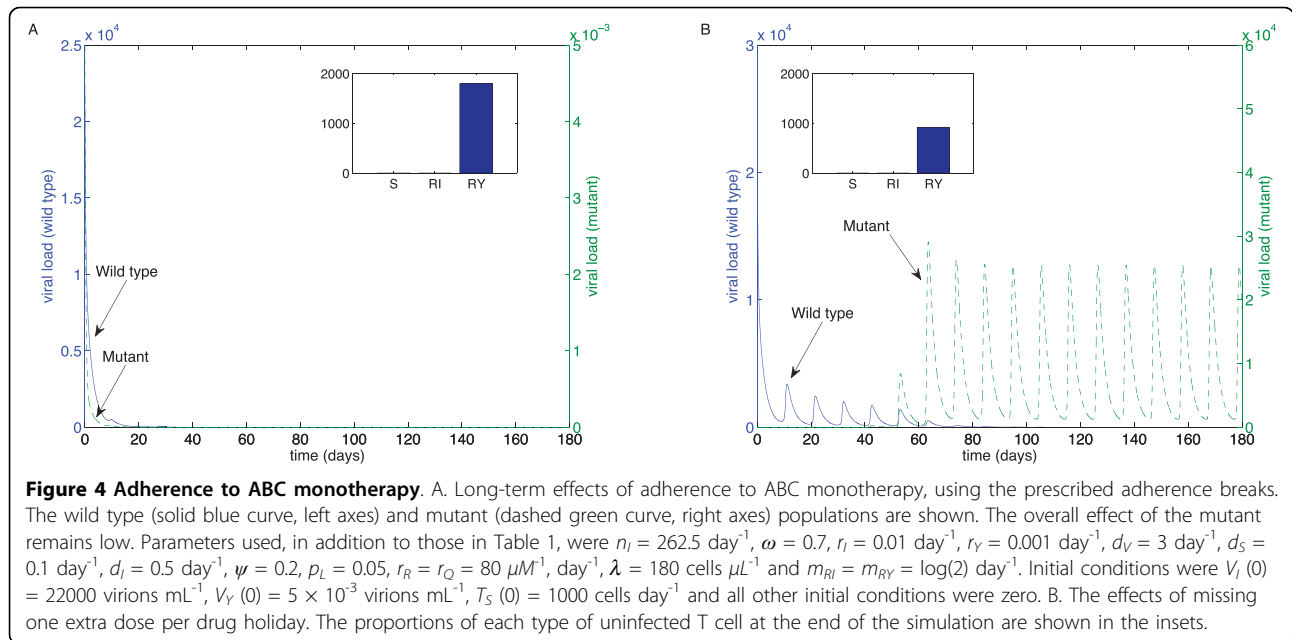 A
× 10⁴
2.5
2
1.5
1
0.5
0
viral load (wild type)
× 10⁻³
5
4
3
2
1
0
viral load (mutant)
2000
1000
0
S RI RY
Wild type
Mutant
0 20 40 60 80 100 120 140 160 180
time (days)
B
× 10⁴
3
2
1
0
viral load (wild type)
× 10⁴
6
5
4
3
2
1
0
viral load (mutant)
2000
1000
0
S RI RY
Mutant
Wild type
0 20 40 60 80 100 120 140 160 180
time (days)
Figure 4 Adherence to ABC monotherapy. A. Long-term effects of adherence to ABC monotherapy, using the prescribed adherence breaks.
The wild type (solid blue curve, left axes) and mutant (dashed green curve, right axes) populations are shown. The overall effect of the mutant
remains low. Parameters used, in addition to those in Table 1, were n_I = 262.5 day⁻¹, ω = 0.7, r_I = 0.01 day⁻¹, r_Y = 0.001 day⁻¹, d_V = 3 day⁻¹, d_S =
0.1 day⁻¹, d_I = 0.5 day⁻¹, ψ = 0.2, p_L = 0.05, r_R = r_Q = 80 μM⁻¹, day⁻¹, λ = 180 cells μL⁻¹ and m_RI = m_RY = log(2) day⁻¹. Initial conditions were V_I (0)
= 22000 virions mL⁻¹, V_Y (0) = 5 × 10⁻³ virions mL⁻¹, T_S (0) = 1000 cells day⁻¹ and all other initial conditions were zero. B. The effects of missing
one extra dose per drug holiday. The proportions of each type of uninfected T cell at the end of the simulation are shown in the insets.